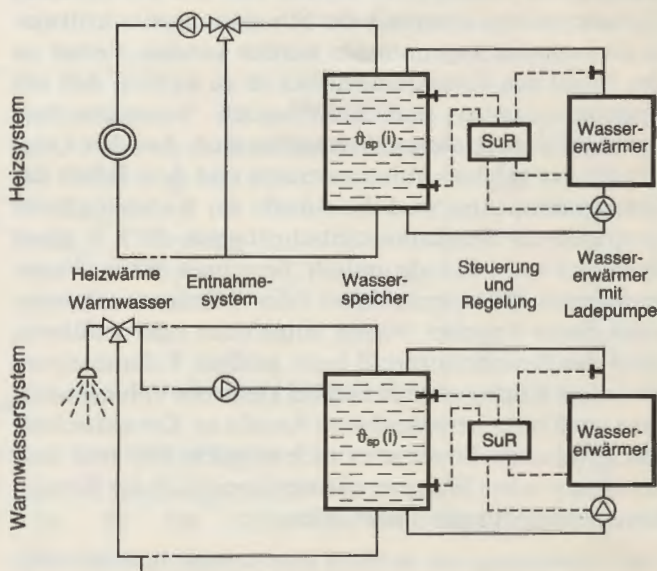 Heizsystem
ϑsp(i)
SuR
Wasser-
erwärmer
Heizwärme
Warmwasser
Entnahme-
system
Wasser-
speicher
Steuerung
und
Regelung
Wasser-
erwärmer
mit
Ladepumpe
Warmwassersystem
ϑsp(i)
SuR
Wasser-
erwärmer